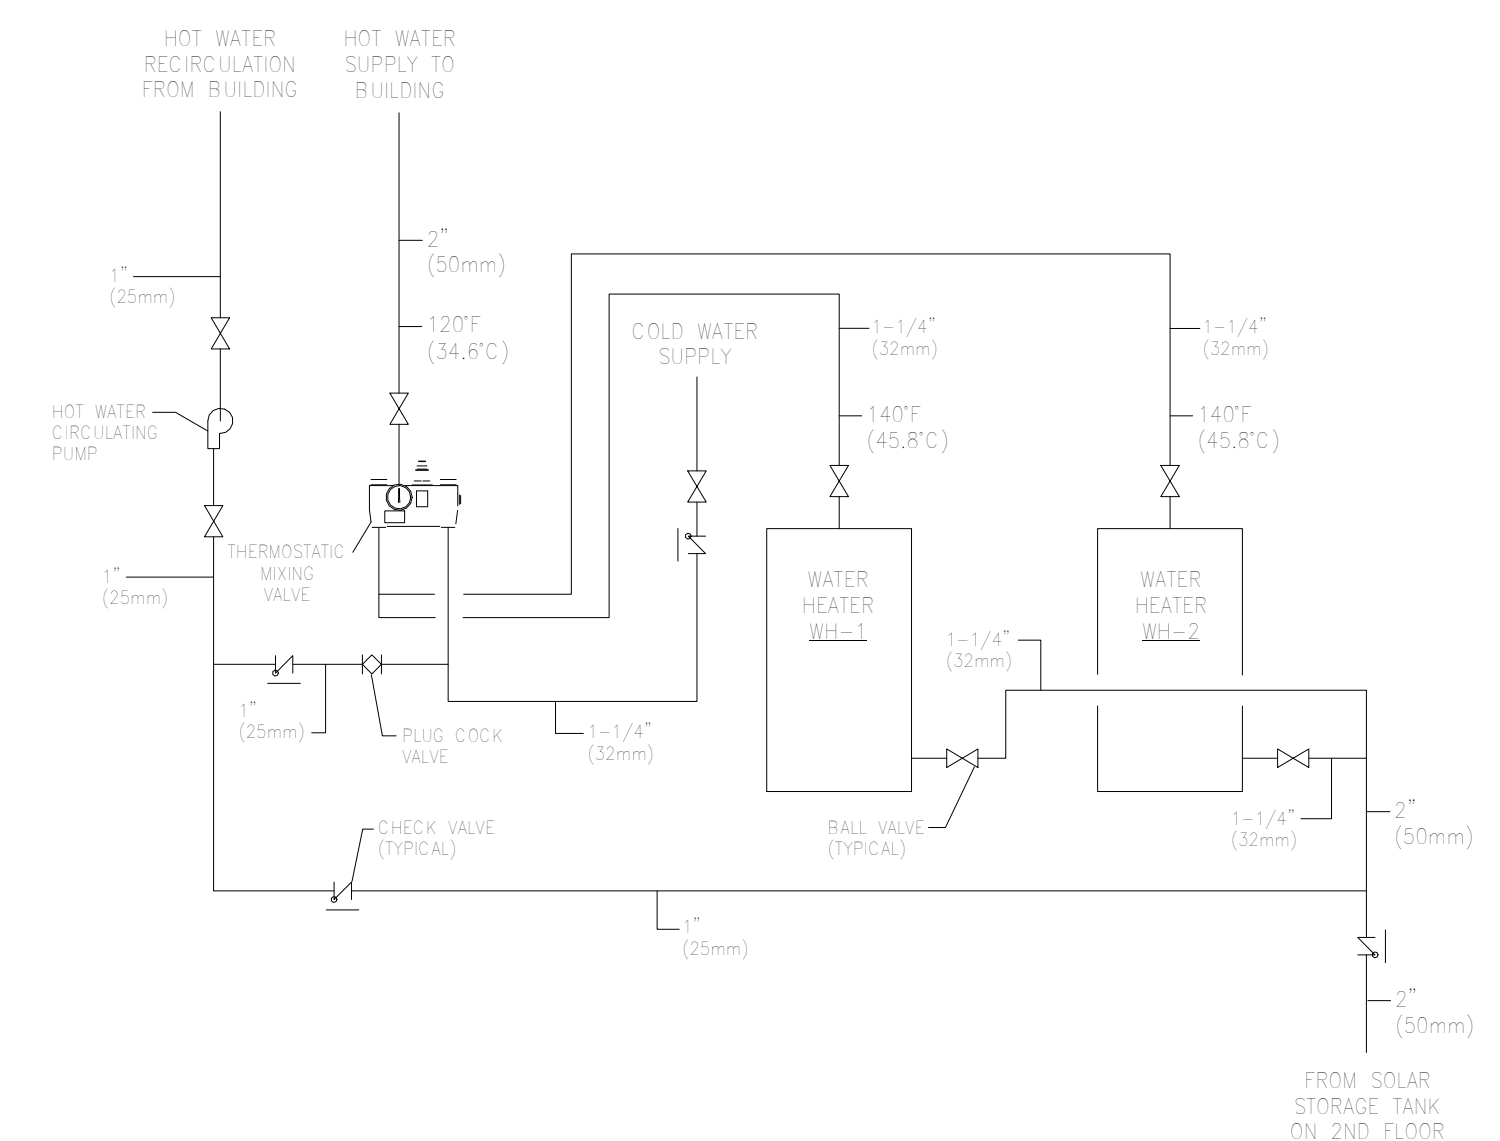 HOT WATER
RECIRCULATION
FROM BUILDING
HOT WATER
SUPPLY TO
BUILDING
2"
(50mm)
1"
(25mm)
120°F
(34.6°C)
COLD WATER
SUPPLY
1-1/4"
(32mm)
1-1/4"
(32mm)
140°F
(45.8°C)
140°F
(45.8°C)
HOT WATER
CIRCULATING
PUMP
THERMOSTATIC
MIXING
VALVE
1"
(25mm)
WATER
HEATER
WH-1
WATER
HEATER
WH-2
1-1/4"
(32mm)
1"
(25mm)
PLUG COCK
VALVE
1-1/4"
(32mm)
CHECK VALVE
(TYPICAL)
BALL VALVE
(TYPICAL)
1-1/4"
(32mm)
2"
(50mm)
1"
(25mm)
2"
(50mm)
FROM SOLAR
STORAGE TANK
ON 2ND FLOOR